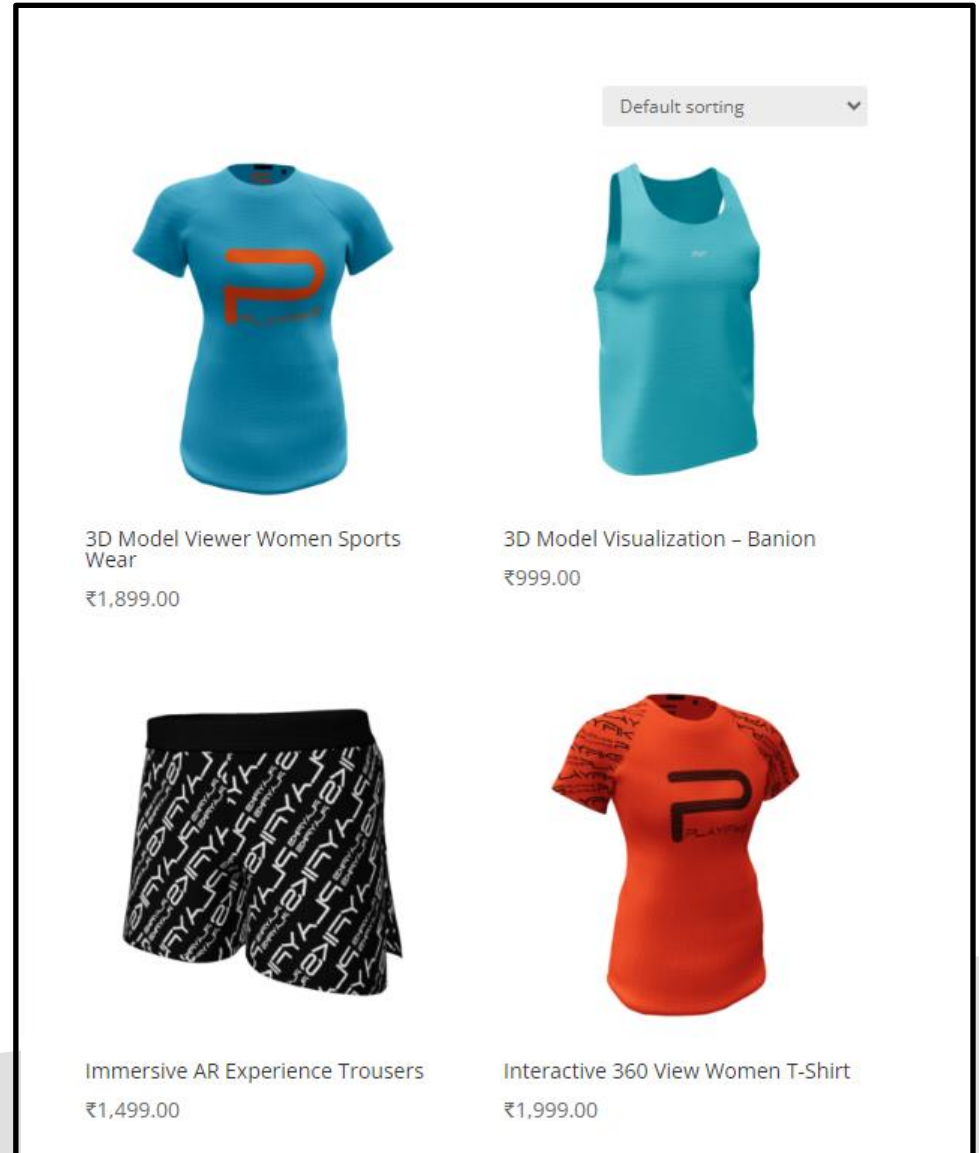 Default sorting
3D Model Viewer Women Sports
Wear
₹1,899.00
3D Model Visualization – Banion
₹999.00
Immersive AR Experience Trousers
₹1,499.00
P
PLAYPIKE
Interactive 360 View Women T-Shirt
₹1,999.00